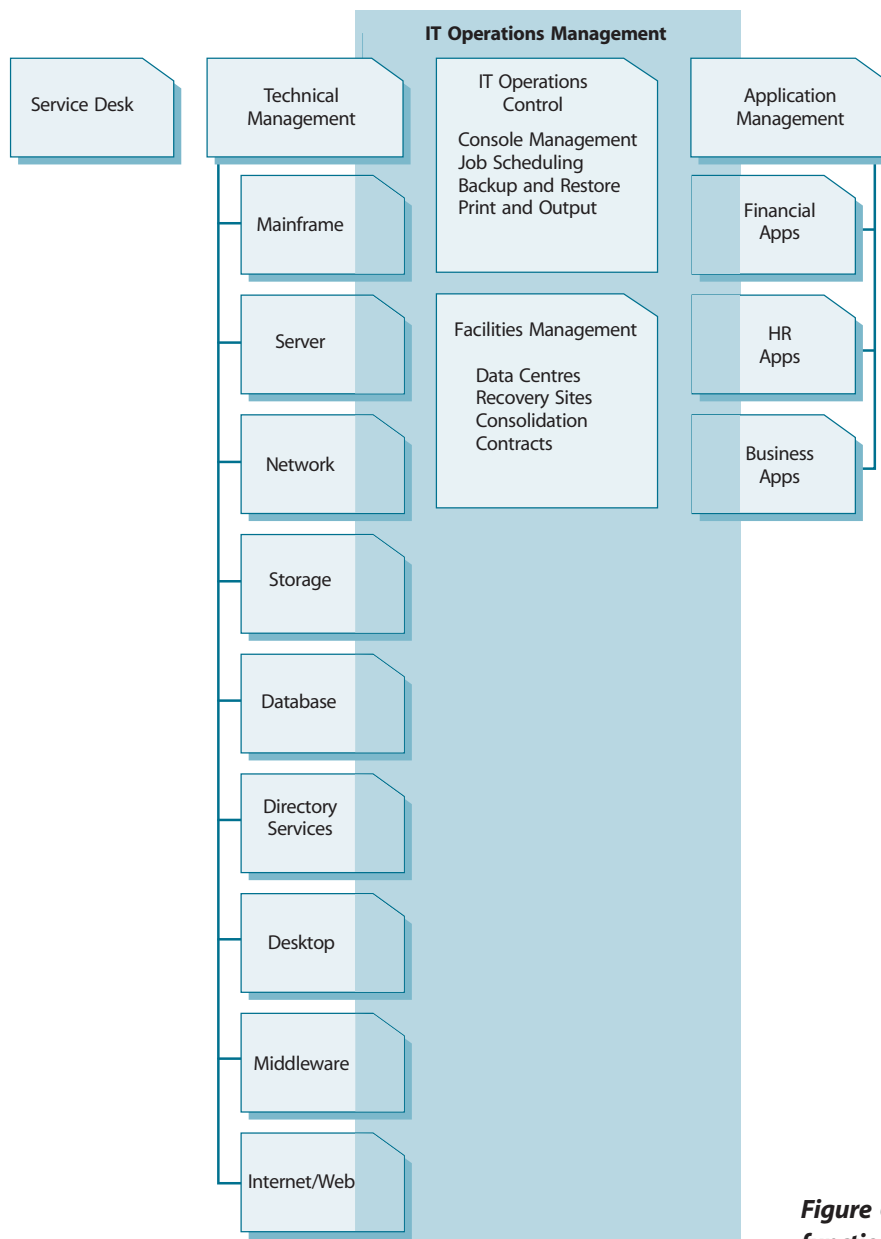 IT Operations Management
Service Desk
Technical
Management
IT Operations
Control
Console Management
Job Scheduling
Backup and Restore
Print and Output
Application
Management
Mainframe
Financial
Apps
Server
Facilities Management
Data Centres
Recovery Sites
Consolidation
Contracts
HR
Apps
Network
Business
Apps
Storage
Database
Directory
Services
Desktop
Middleware
Internet/Web
Figure